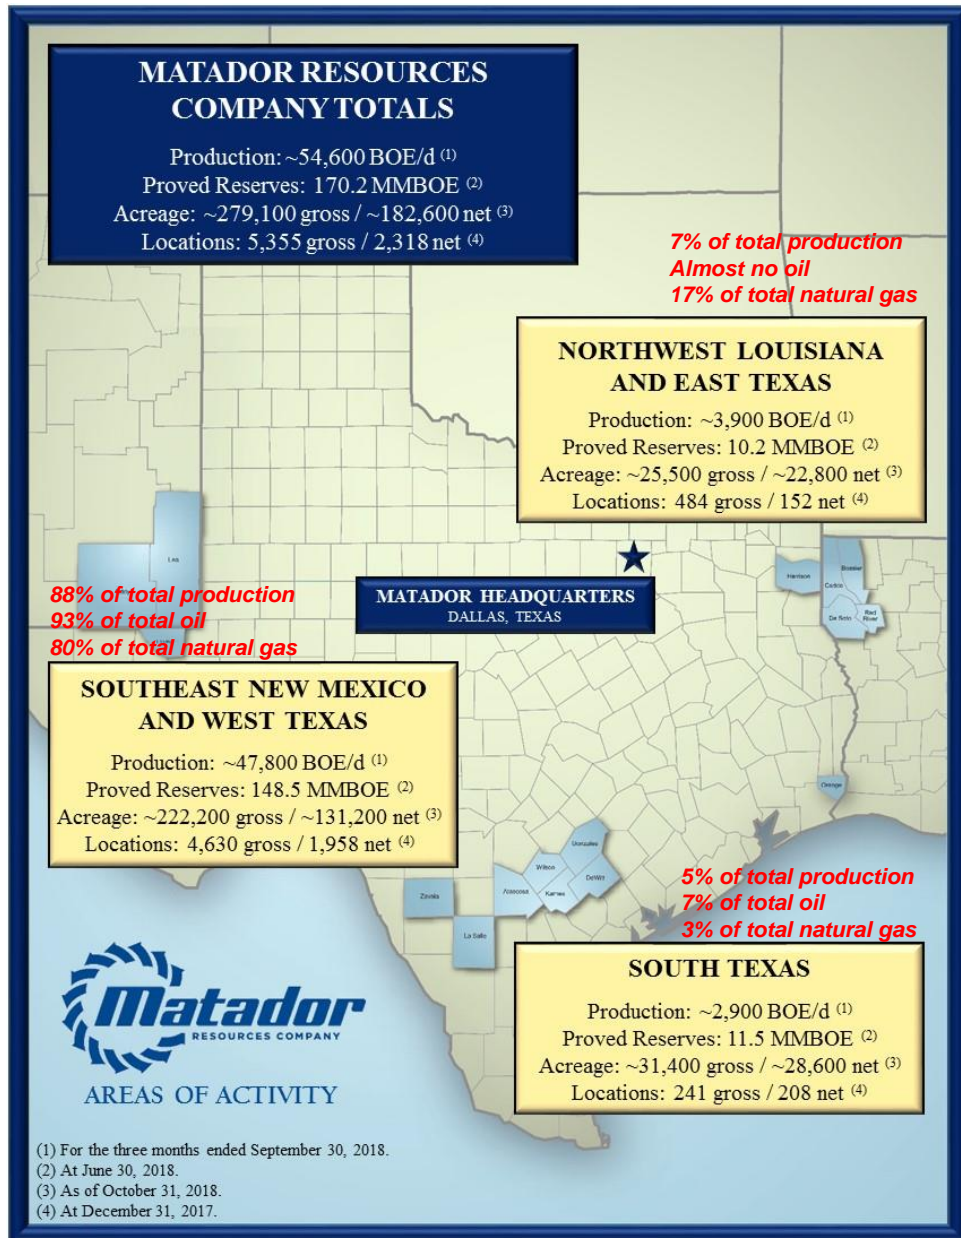 MATADOR RESOURCES
COMPANY TOTALS
Production: ~54,600 BOE/d (1)
Proved Reserves: 170.2 MMBOE (2)
Acreage: ~279,100 gross / ~182,600 net (3)
Locations: 5,355 gross / 2,318 net (4)
7% of total production
Almost no oil
17% of total natural gas
NORTHWEST LOUISIANA
AND EAST TEXAS
Production: ~3,900 BOE/d (1)
Proved Reserves: 10.2 MMBOE (2)
Acreage: ~25,500 gross / ~22,800 net (3)
Locations: 484 gross / 152 net (4)
Lea
Harrison
Bossier
Caddo
De Soto
Red
River
MATADOR HEADQUARTERS
DALLAS, TEXAS
88% of total production
93% of total oil
80% of total natural gas
SOUTHEAST NEW MEXICO
AND WEST TEXAS
Production: ~47,800 BOE/d (1)
Proved Reserves: 148.5 MMBOE (2)
Acreage: ~222,200 gross / ~131,200 net (3)
Locations: 4,630 gross / 1,958 net (4)
Orange
Gonzales
Wilson
DeWitt
Atascosa
Karnes
Zavala
La Salle
5% of total production
7% of total oil
3% of total natural gas
SOUTH TEXAS
Production: ~2,900 BOE/d (1)
Proved Reserves: 11.5 MMBOE (2)
Acreage: ~31,400 gross / ~28,600 net (3)
Locations: 241 gross / 208 net (4)
Matador
RESOURCES COMPANY
AREAS OF ACTIVITY
(1) For the three months ended September 30, 2018.
(2) At June 30, 2018.
(3) As of October 31, 2018.
(4) At December 31, 2017.